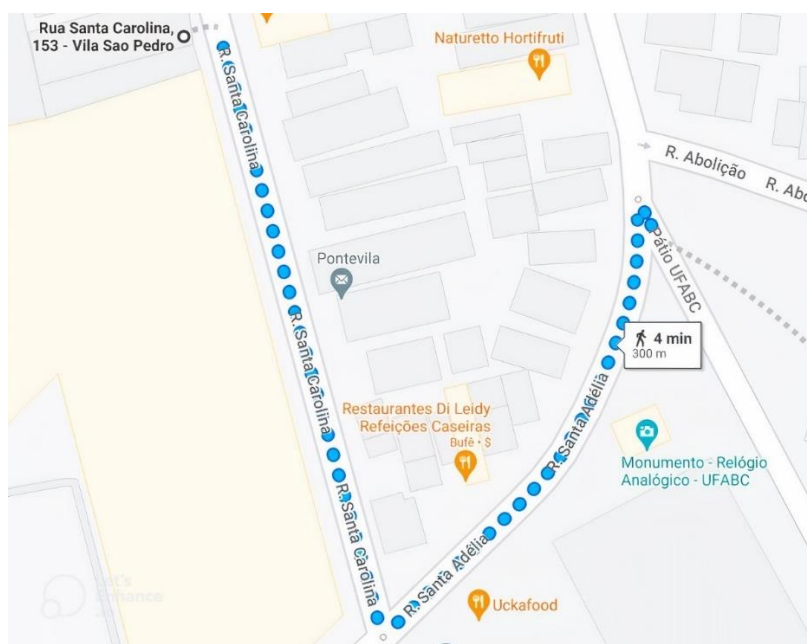 Rua Santa Carolina,
153 - Vila Sao Pedro
Naturetto Hortifruti
R. Santa Carolina
R. Abolição
R. Abo
Pátio UFABC
Pontevila
R. Santa Carolina
4 min
300 m
Restaurantes Di Leidy
Refeições Caseiras
Bufê • $
R. Santa Adélia
Monumento - Relógio
Analógico - UFABC
R. Santa Carolina
R. Santa Adélia
Uckafood
Let's
Enhance